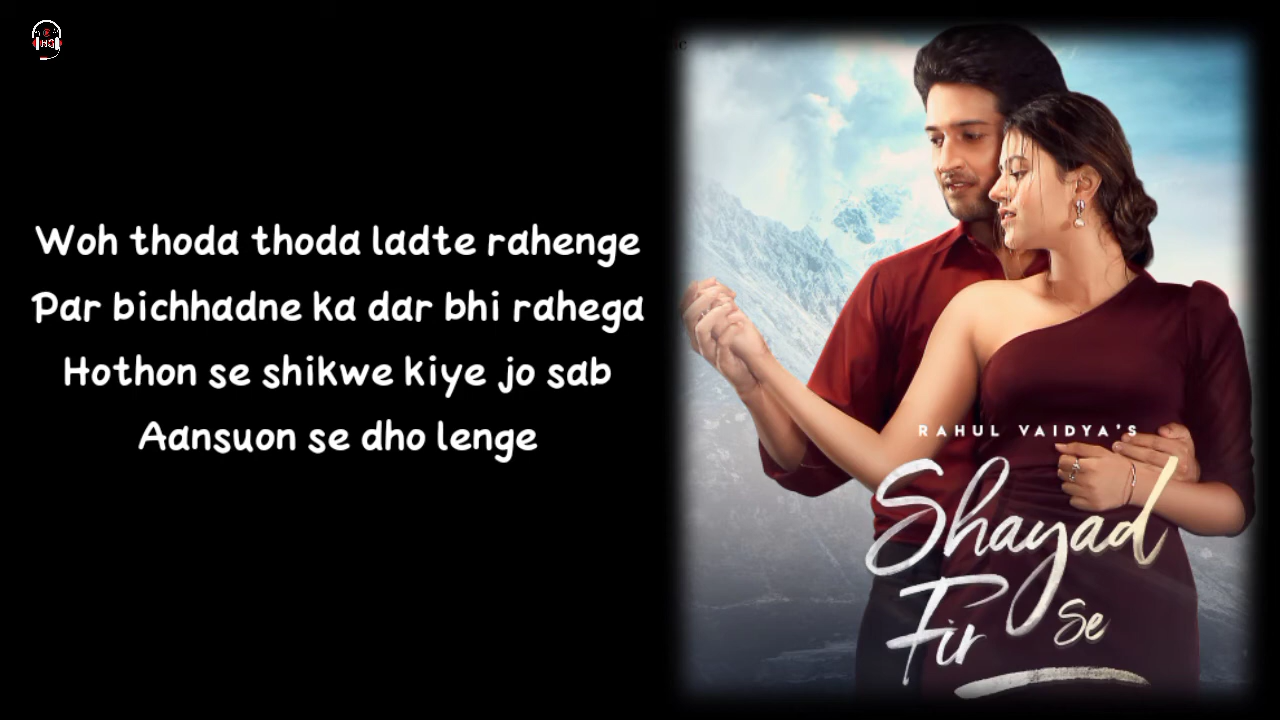 Woh thoda thoda ladte rahenge
Par bichhadne ka dar bhi rahega
Hothon se shikwe kiye jo sab
Aansuon se dho lenge
RAHUL VAIDYA'S
Shayad
Fir se